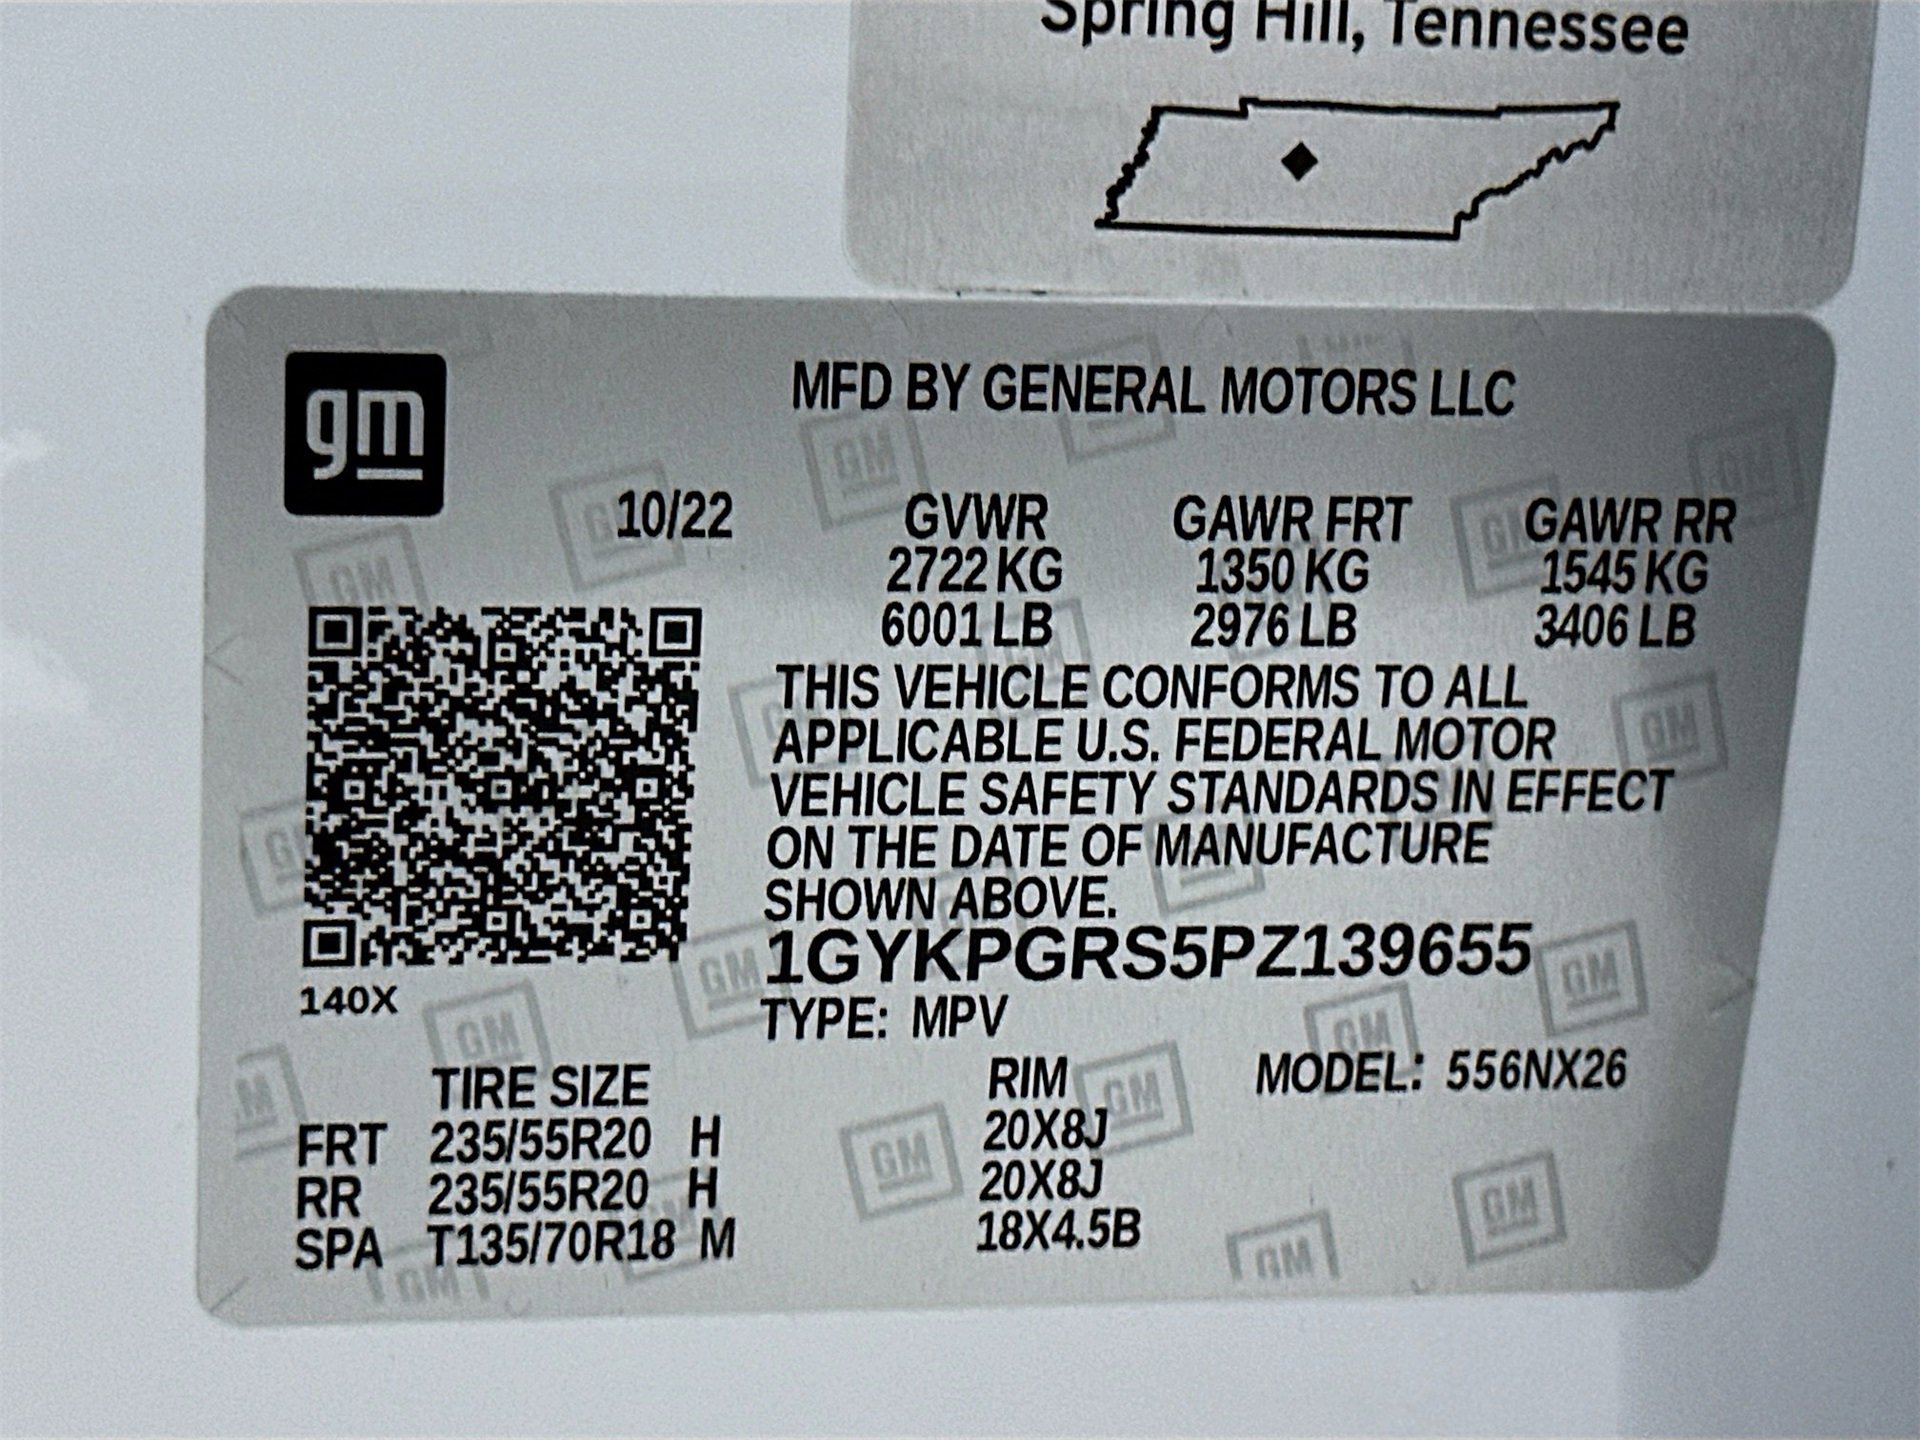 Spring Hill, Tennessee
gm
MFD BY GENERAL MOTORS LLC
10/22 GVWR GAWR FRT GAWR RR
2722 KG 1350 KG 1545 KG
6001 LB 2976 LB 3406 LB
THIS VEHICLE CONFORMS TO ALL
APPLICABLE U.S. FEDERAL MOTOR
VEHICLE SAFETY STANDARDS IN EFFECT
ON THE DATE OF MANUFACTURE
SHOWN ABOVE.
1GYKPGRS5PZ139655
140X
TYPE: MPV
TIRE SIZE RIM MODEL: 556NX26
FRT 235/55R20 H 20X8J
RR 235/55R20 H 20X8J
SPA T135/70R18 M 18X4.5B